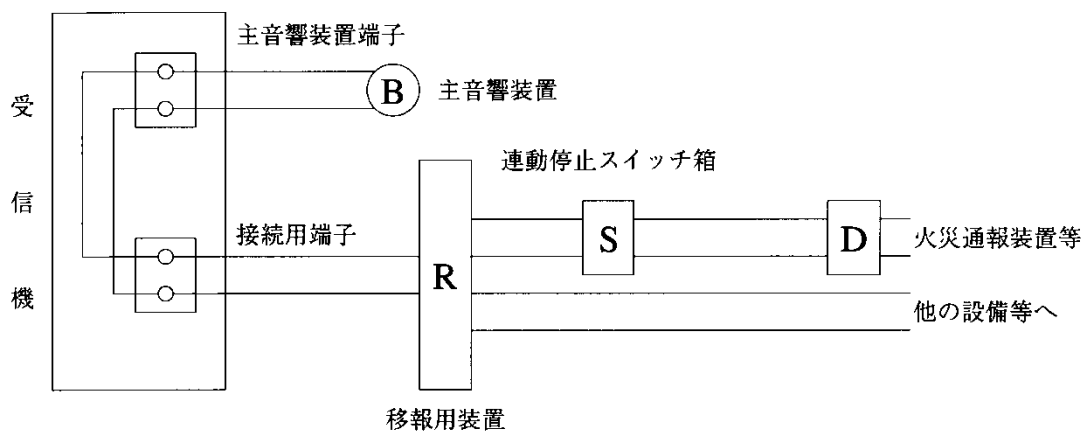 主音響装置端子
B
主音響装置
受信機
連動停止スイッチ箱
接続用端子
S
D
火災通報装置等
R
他の設備等へ
移報用装置